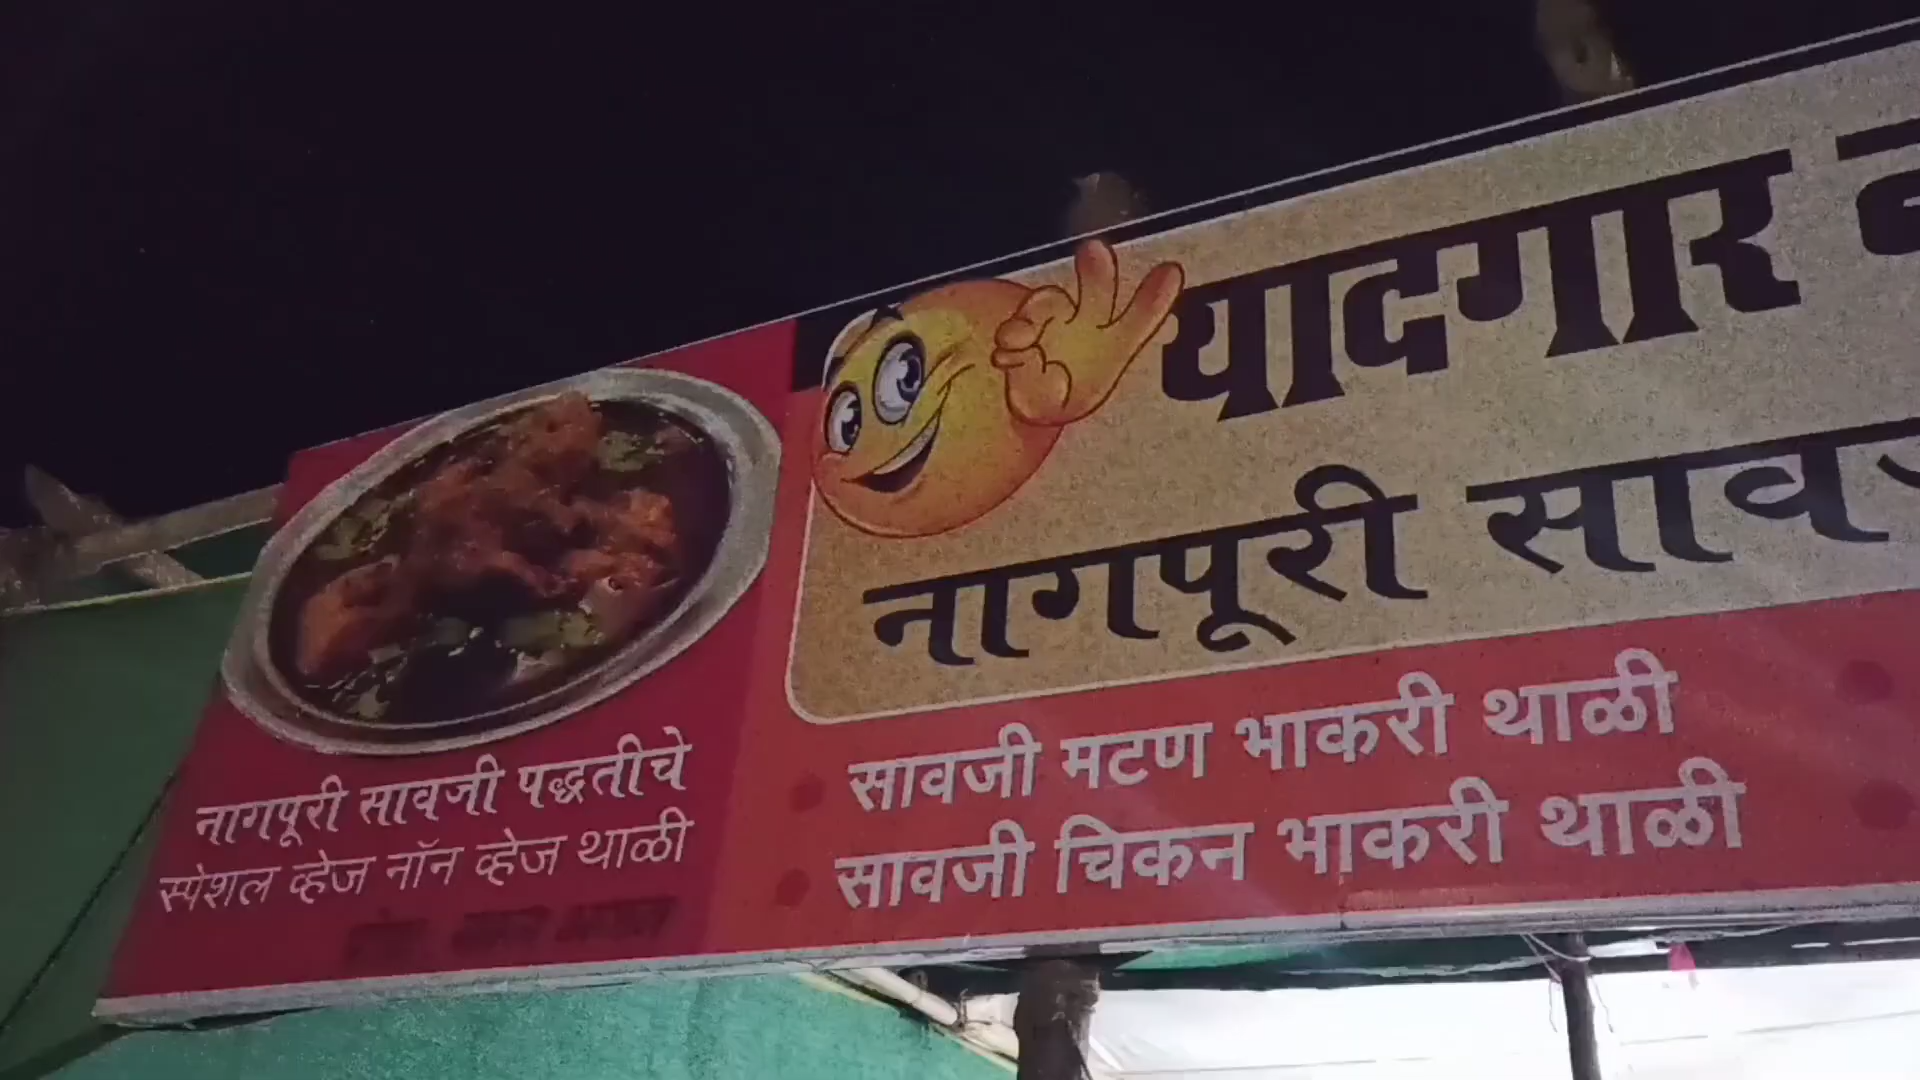 यादगार
नागपूरी
सावजी मटण भाकरी थाळी
सावजी चिकन भाकरी थाळी
नागपूरी सावजी पद्धतीचे
स्पेशल व्हेज नॉन व्हेज थाळी